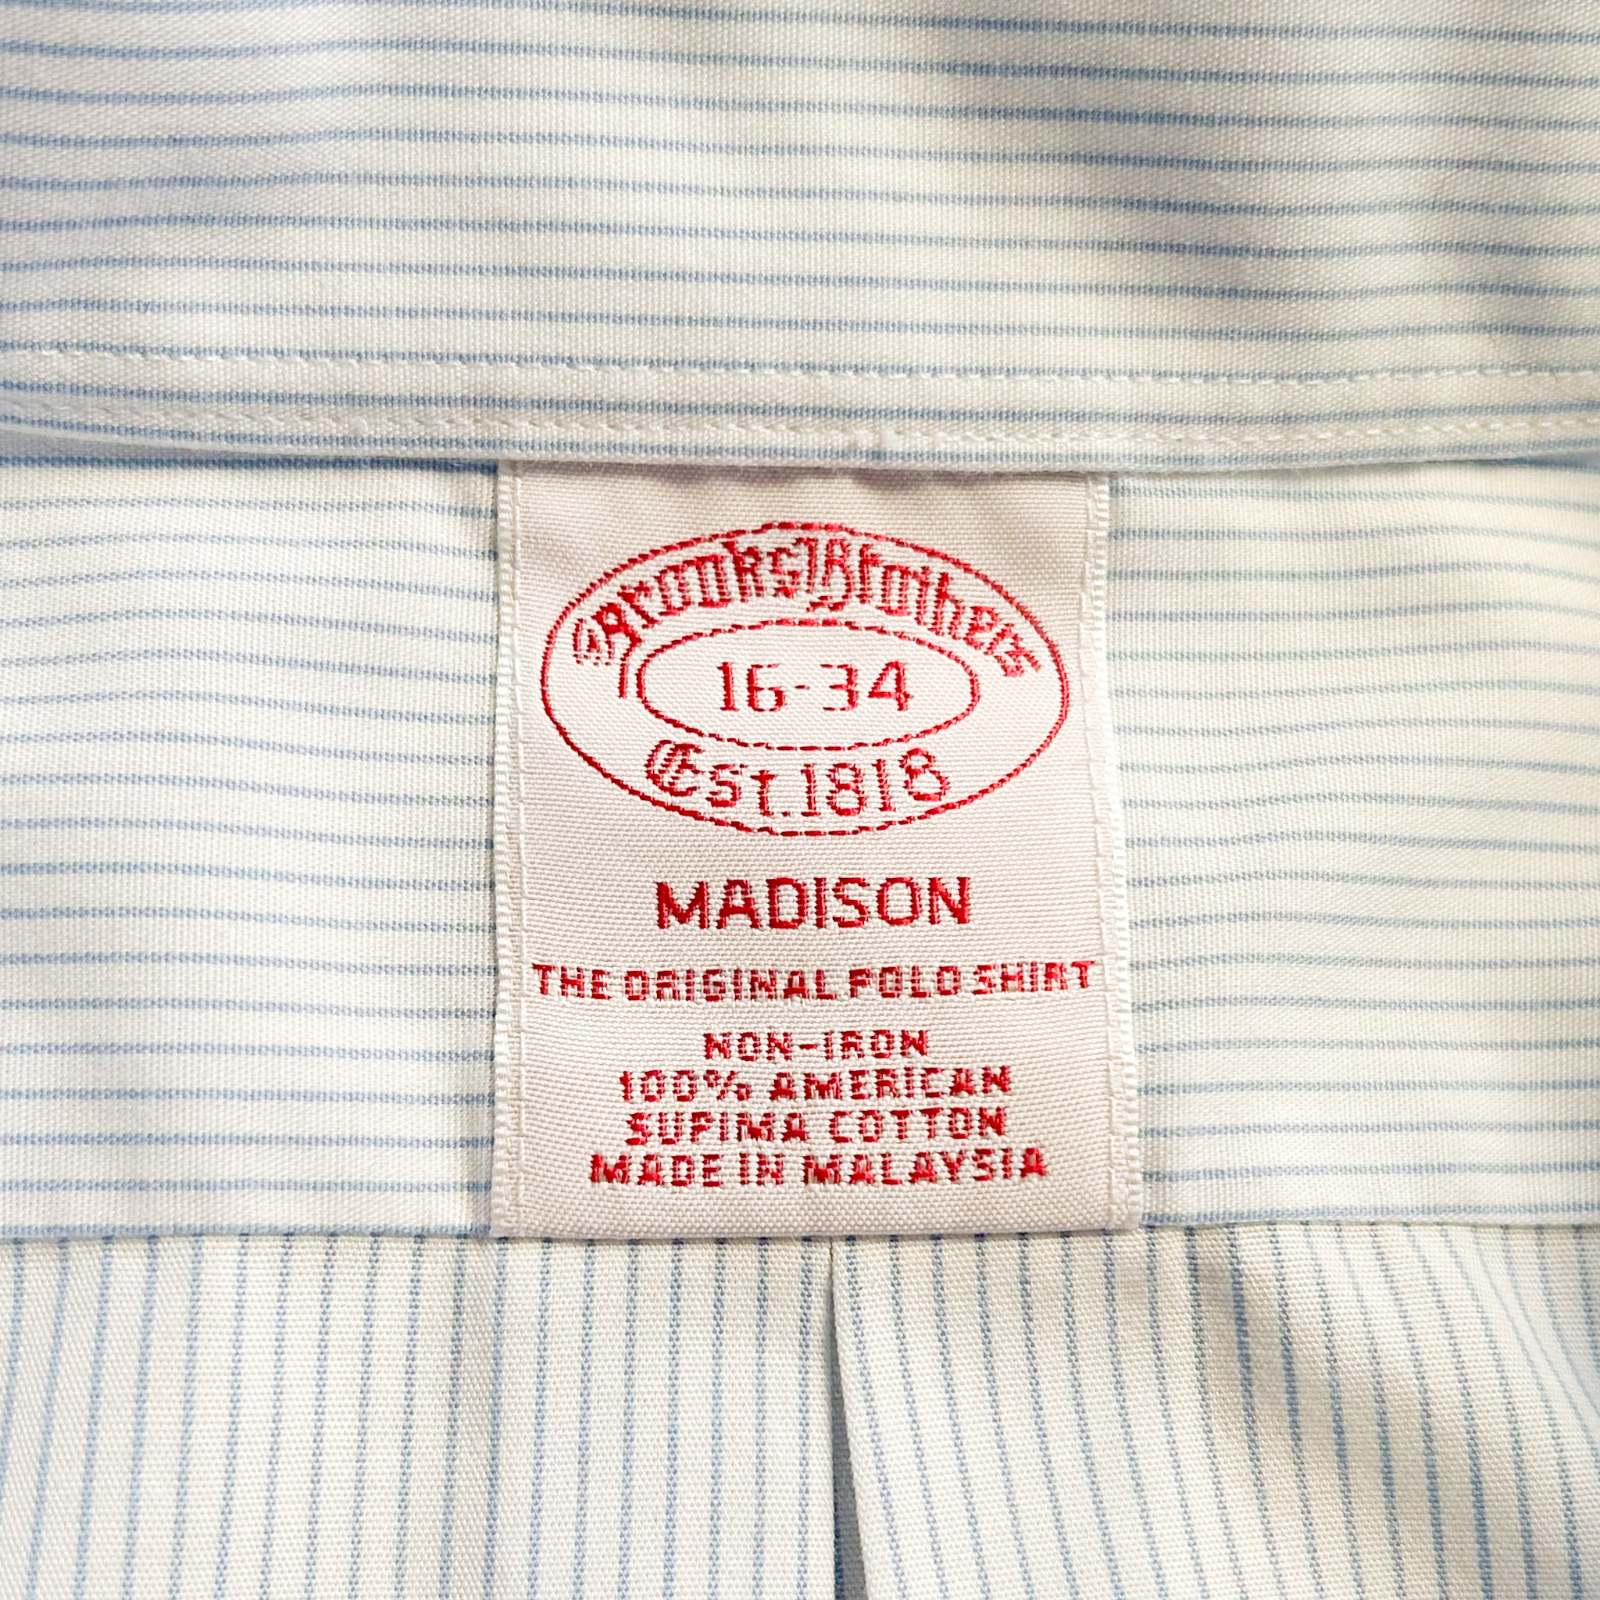 Brooks Brothers
16-34
Est. 1818
MADISON
THE ORIGINAL POLO SHIRT
NON-IRON
100% AMERICAN
SUPIMA COTTON
MADE IN MALAYSIA